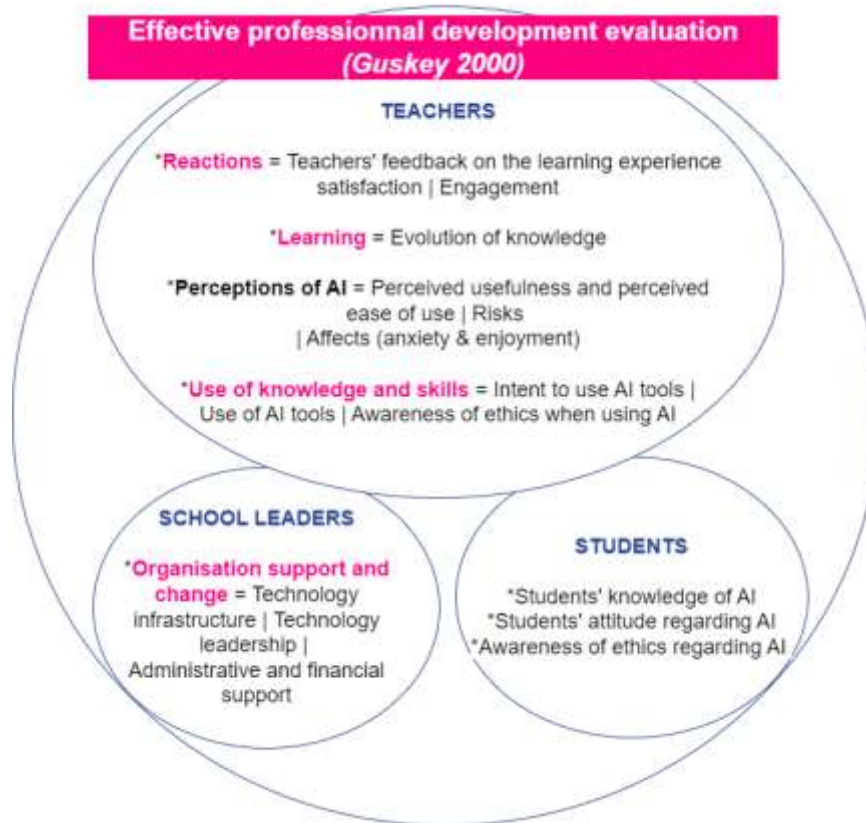 Effective professionnal development evaluation
(Guskey 2000)
TEACHERS
*Reactions = Teachers' feedback on the learning experience
satisfaction | Engagement
*Learning = Evolution of knowledge
*Perceptions of AI = Perceived usefulness and perceived
ease of use | Risks
| Affects (anxiety & enjoyment)
*Use of knowledge and skills = Intent to use AI tools |
Use of AI tools | Awareness of ethics when using AI
SCHOOL LEADERS
*Organisation support and
change = Technology
infrastructure | Technology
leadership |
Administrative and financial
support
STUDENTS
*Students' knowledge of AI
*Students' attitude regarding AI
*Awareness of ethics regarding AI